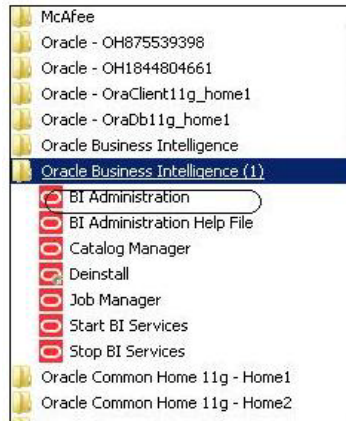 McAfee
Oracle - OH875539398
Oracle - OH1844804661
Oracle - OraClient11g_home1
Oracle - OraDb11g_home1
Oracle Business Intelligence
Oracle Business Intelligence (1)
BI Administration
BI Administration Help File
Catalog Manager
Deinstall
Job Manager
Start BI Services
Stop BI Services
Oracle Common Home 11g - Home1
Oracle Common Home 11g - Home2